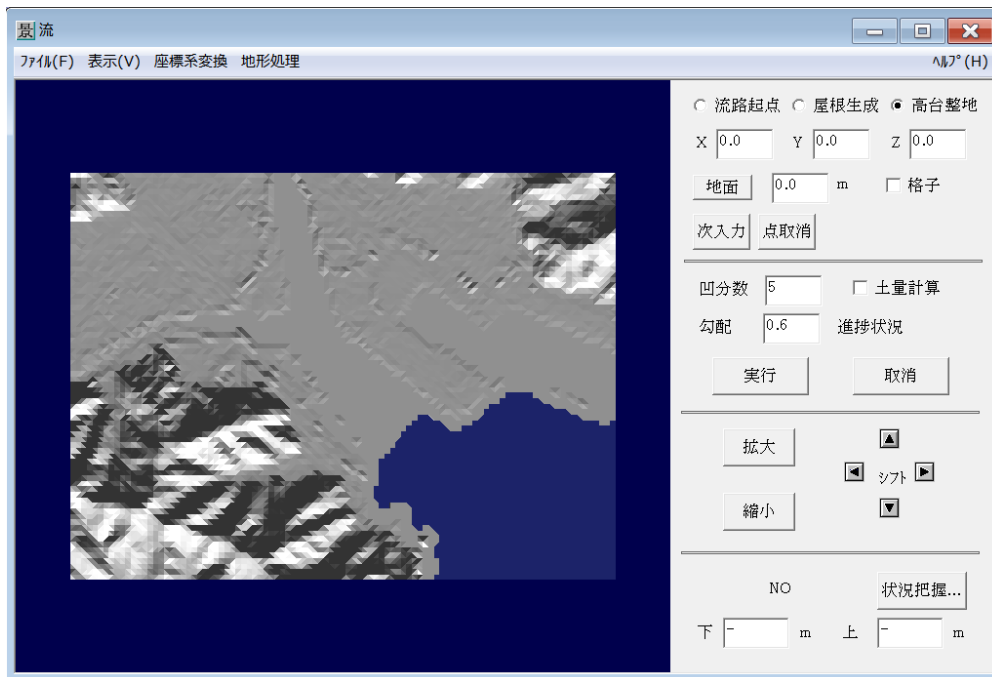 景 流
ﾌｧｲﾙ(F) 表示(V) 座標系変換 地形処理 ﾍﾙﾌﾟ(H)
流路起点 屋根生成 高台整地
X 0.0 Y 0.0 Z 0.0
地面 0.0 m 格子
次入力 点取消
凹分数 5 土量計算
勾配 0.6 進捗状況
実行 取消
拡大
ｼﾌﾄ
縮小
NO 状況把握...
下 - m 上 - m